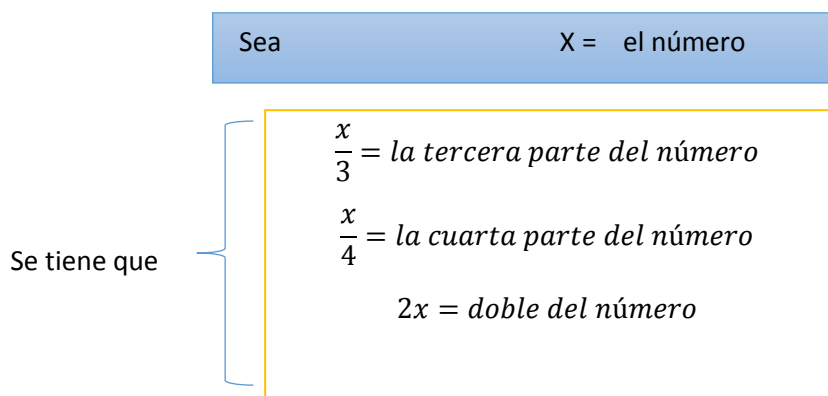 Sea X = el número
x/3 = la tercera parte del número
x/4 = la cuarta parte del número
Se tiene que
2x = doble del número